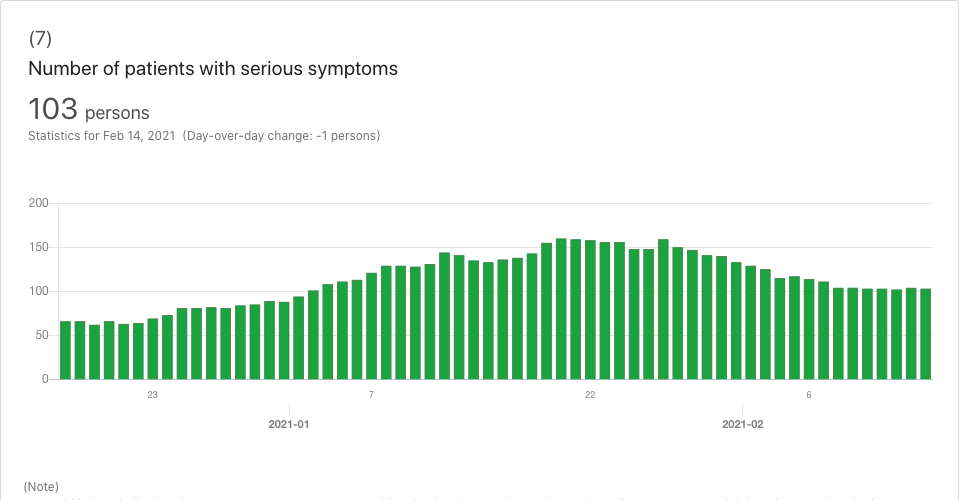 (7)
Number of patients with serious symptoms
103 persons
Statistics for Feb 14, 2021 (Day-over-day change: -1 persons)
200
150
100
50
0
23 7 22 6
2021-01 2021-02
(Note)